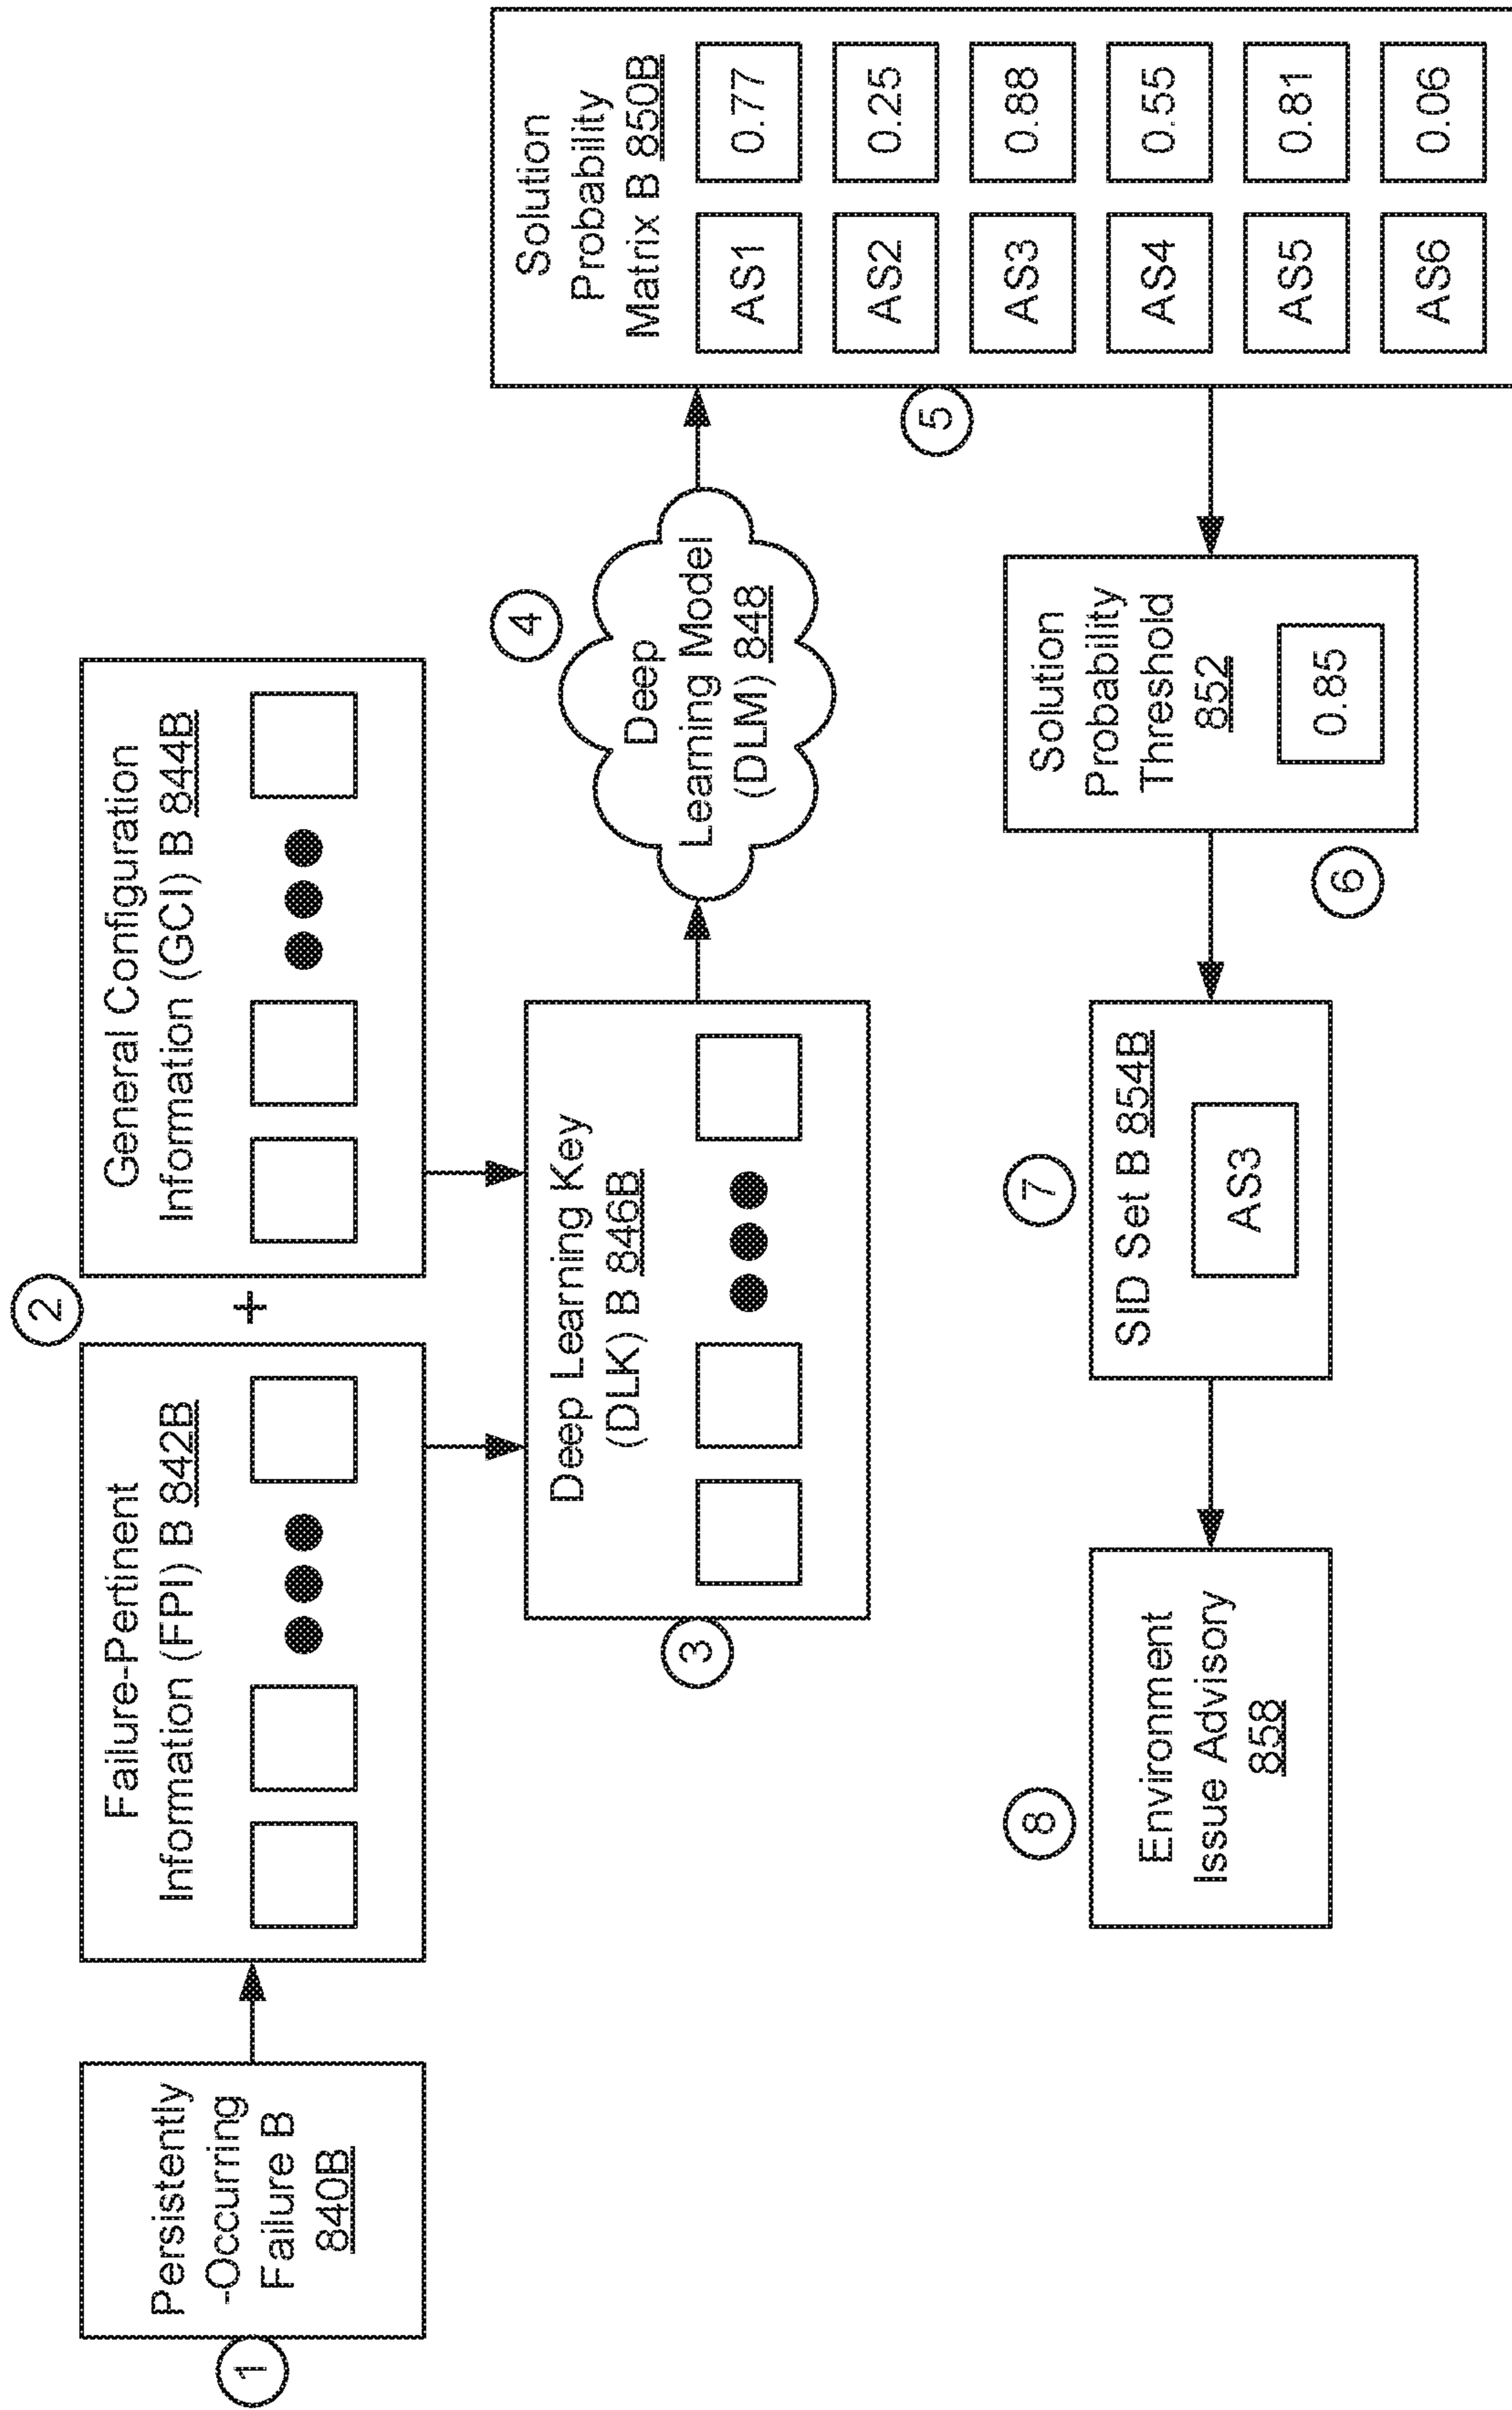 1
Persistently
-Occurring
Failure B
840B
2
Failure-Pertinent
Information (FPI) B 842B
+
General Configuration
Information (GCI) B 844B
3
Deep Learning Key
(DLK) B 846B
4
Deep
Learning Model
(DLM) 848
5
Solution
Probability
Matrix B 850B
AS1 0.77
AS2 0.25
AS3 0.88
AS4 0.55
AS5 0.81
AS6 0.06
6
Solution
Probability
Threshold
852
0.85
7
SID Set B 854B
AS3
8
Environment
Issue Advisory
858